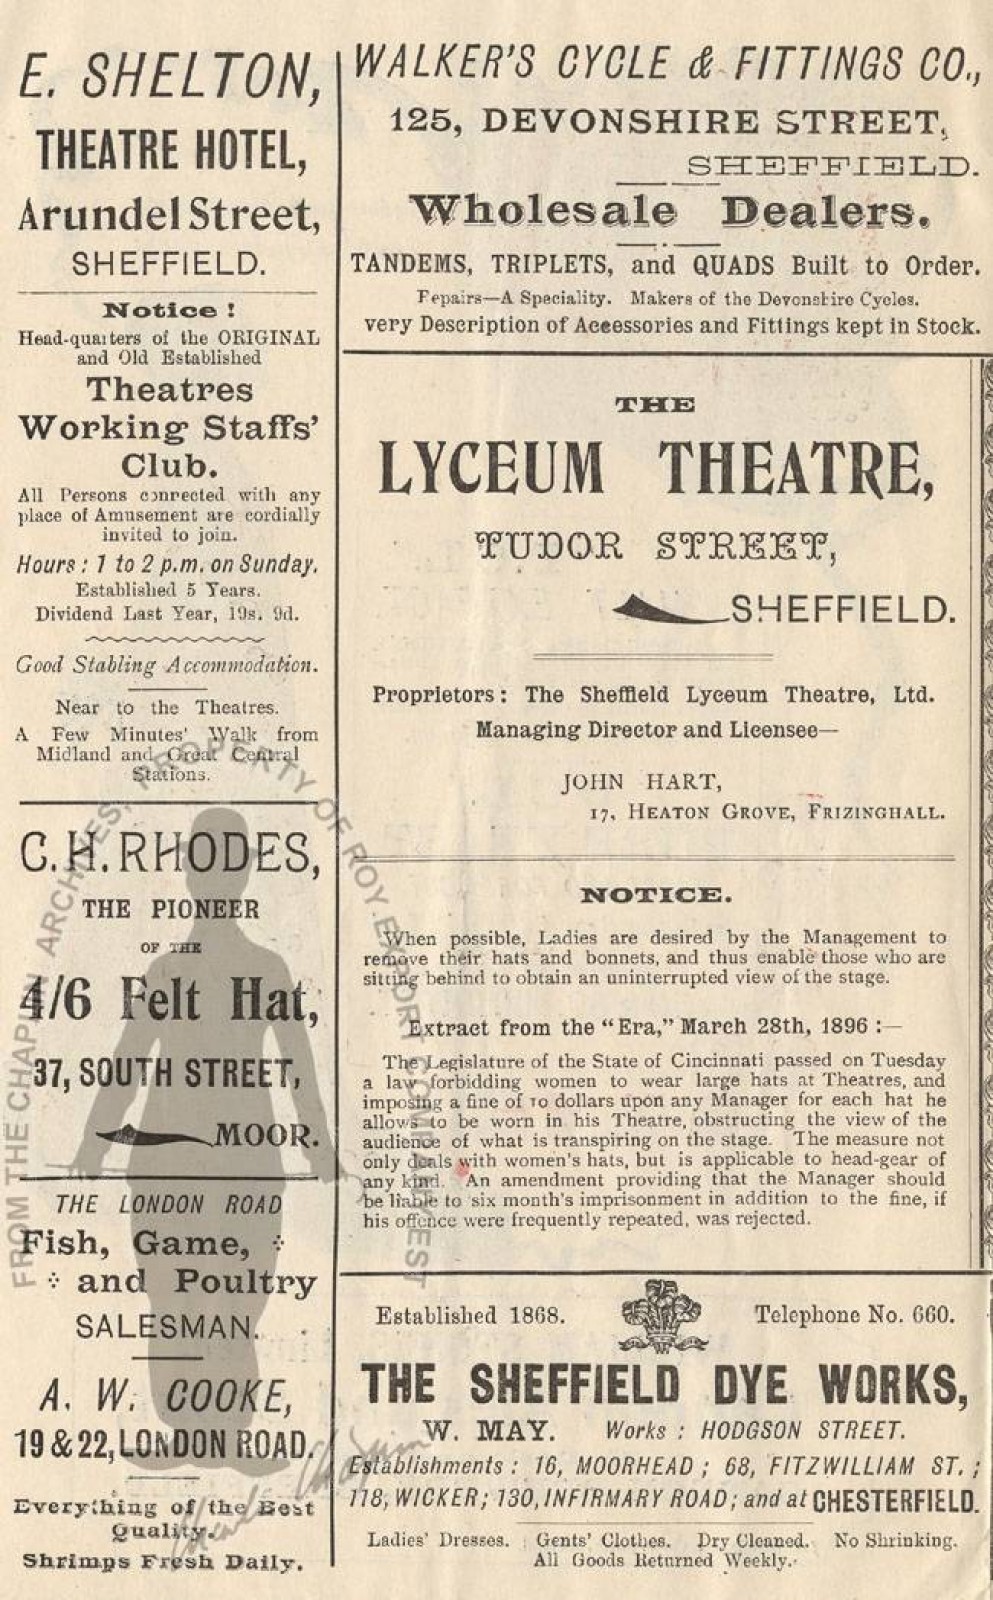 E. SHELTON,
THEATRE HOTEL,
Arundel Street,
SHEFFIELD.
Notice !
Head-quarters of the ORIGINAL
and Old Established
Theatres
Working Staffs'
Club.
All Persons connected with any
place of Amusement are cordially
invited to join.
Hours : 1 to 2 p.m. on Sunday.
Established 5 Years.
Dividend Last Year, 19s. 9d.
Good Stabling Accommodation.
Near to the Theatres.
A Few Minutes' Walk from
Midland and Great Central
Stations.
C. H. RHODES,
THE PIONEER
OF THE
4/6 Felt Hat,
37, SOUTH STREET,
MOOR.
THE LONDON ROAD
Fish, Game,
and Poultry
SALESMAN.
A. W. COOKE,
19 & 22, LONDON ROAD.
Everything of the Best
Quality.
Shrimps Fresh Daily.
WALKER'S CYCLE & FITTINGS CO.,
125, DEVONSHIRE STREET,
SHEFFIELD.
Wholesale Dealers.
TANDEMS, TRIPLETS, and QUADS Built to Order.
Fepairs—A Speciality. Makers of the Devonshire Cycles.
very Description of Accessories and Fittings kept in Stock.
THE
LYCEUM THEATRE,
TUDOR STREET,
SHEFFIELD.
Proprietors : The Sheffield Lyceum Theatre, Ltd.
Managing Director and Licensee—
JOHN HART,
17, HEATON GROVE, FRIZINGHALL.
NOTICE.
When possible, Ladies are desired by the Management to
remove their hats and bonnets, and thus enable those who are
sitting behind to obtain an uninterrupted view of the stage.
Extract from the "Era," March 28th, 1896 :—
The Legislature of the State of Cincinnati passed on Tuesday
a law forbidding women to wear large hats at Theatres, and
imposing a fine of 10 dollars upon any Manager for each hat he
allows to be worn in his Theatre, obstructing the view of the
audience of what is transpiring on the stage. The measure not
only deals with women's hats, but is applicable to head-gear of
any kind. An amendment providing that the Manager should
be liable to six month's imprisonment in addition to the fine, if
his offence were frequently repeated, was rejected.
Established 1868. Telephone No. 660.
THE SHEFFIELD DYE WORKS,
W. MAY. Works : HODGSON STREET.
Establishments : 16, MOORHEAD ; 68, FITZWILLIAM ST. ;
118, WICKER ; 130, INFIRMARY ROAD ; and at CHESTERFIELD.
Ladies' Dresses. Gents' Clothes. Dry Cleaned. No Shrinking.
All Goods Returned Weekly.
FROM THE CHAPLIN ARCHIVES, PROPERTY OF ROY EXPORT COMPANY EST
Charles Chaplin